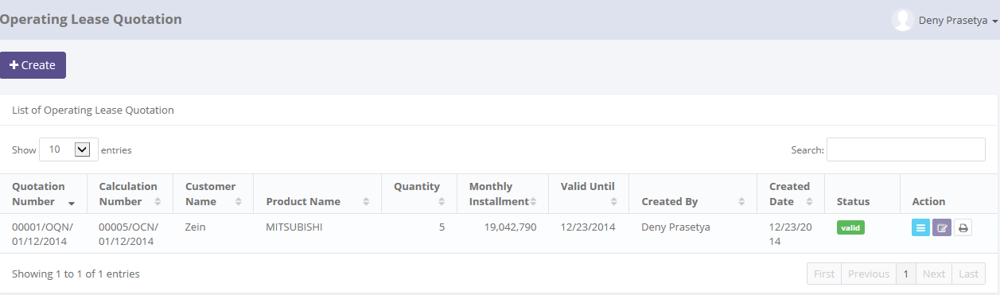 Operating Lease Quotation
Deny Prasetya
Create
List of Operating Lease Quotation
Show 10 entries
Search:
Quotation Number
Calculation Number
Customer Name
Product Name
Quantity
Monthly Installment
Valid Until
Created By
Created Date
Status
Action
00001/OQN/
01/12/2014
00005/OCN/
01/12/2014
Zein
MITSUBISHI
5
19,042,790
12/23/2014
Deny Prasetya
12/23/20
14
valid
Showing 1 to 1 of 1 entries
First Previous 1 Next Last